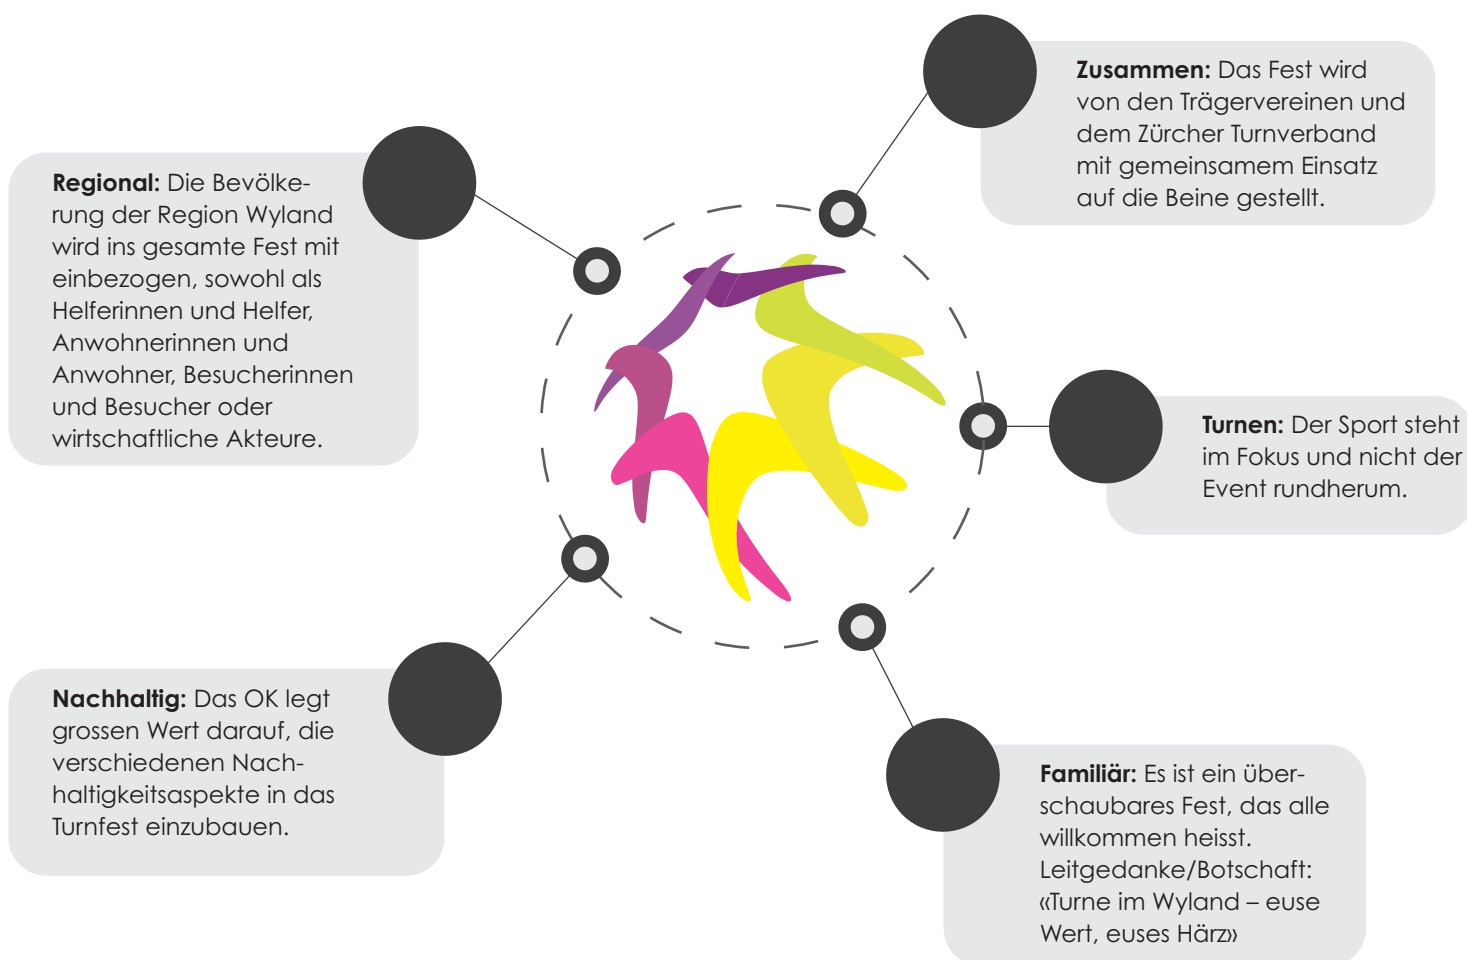 Zusammen: Das Fest wird
von den Trägervereinen und
dem Zürcher Turnverband
mit gemeinsamem Einsatz
auf die Beine gestellt.
Regional: Die Bevölke-
rung der Region Wyland
wird ins gesamte Fest mit
einbezogen, sowohl als
Helferinnen und Helfer,
Anwohnerinnen und
Anwohner, Besucherinnen
und Besucher oder
wirtschaftliche Akteure.
Turnen: Der Sport steht
im Fokus und nicht der
Event rundherum.
Nachhaltig: Das OK legt
grossen Wert darauf, die
verschiedenen Nach-
haltigkeitsaspekte in das
Turnfest einzubauen.
Familiär: Es ist ein über-
schaubares Fest, das alle
willkommen heisst.
Leitgedanke/Botschaft:
«Turne im Wyland – euse
Wert, euses Härz»